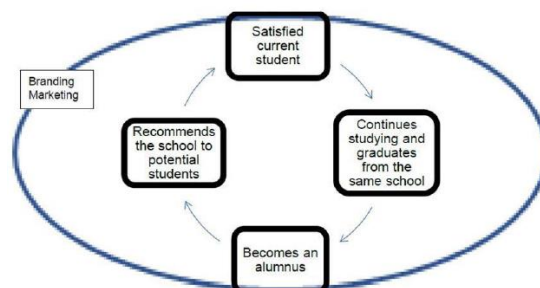 Satisfied
current
student
Branding
Marketing
Continues
studying and
graduates
from the
same school
Becomes an
alumnus
Recommends
the school to
potential
students